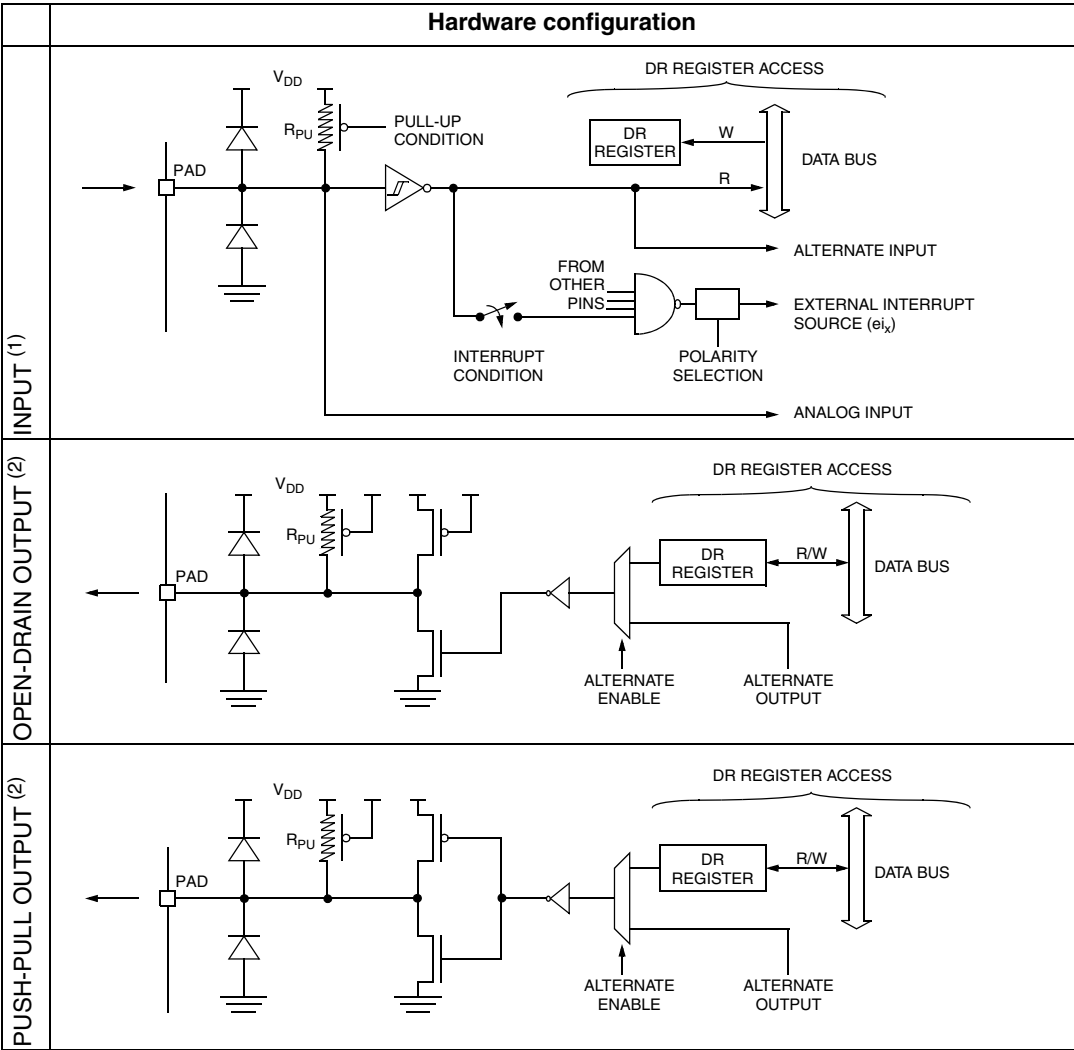 Hardware configuration
INPUT (1)
DR REGISTER ACCESS
VDD
RPU
PULL-UP
CONDITION
DR
REGISTER
W
DATA BUS
PAD
R
ALTERNATE INPUT
FROM
OTHER
PINS
EXTERNAL INTERRUPT
SOURCE (eix)
INTERRUPT
CONDITION
POLARITY
SELECTION
ANALOG INPUT
OPEN-DRAIN OUTPUT (2)
DR REGISTER ACCESS
VDD
RPU
DR
REGISTER
R/W
DATA BUS
PAD
ALTERNATE
ENABLE
ALTERNATE
OUTPUT
PUSH-PULL OUTPUT (2)
DR REGISTER ACCESS
VDD
RPU
DR
REGISTER
R/W
DATA BUS
PAD
ALTERNATE
ENABLE
ALTERNATE
OUTPUT